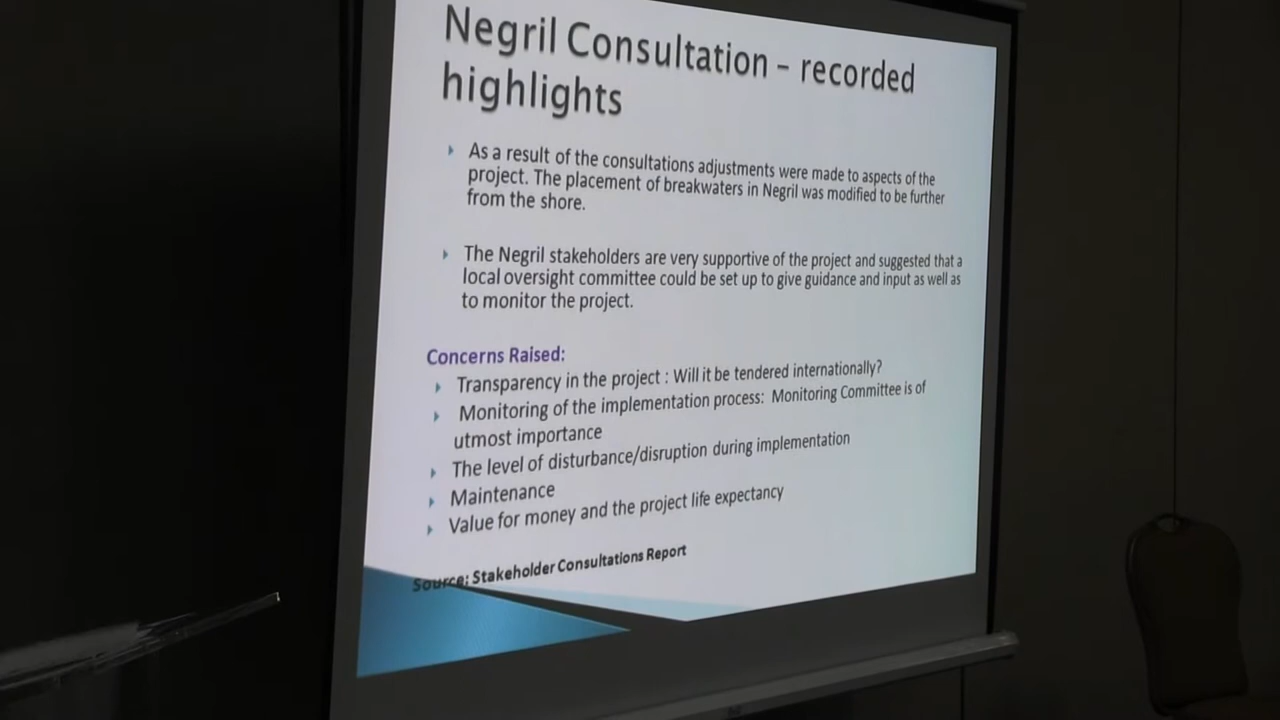 Negril Consultation – recorded
highlights
As a result of the consultations adjustments were made to aspects of the
project. The placement of breakwaters in Negril was modified to be further
from the shore.
The Negril stakeholders are very supportive of the project and suggested that a
local oversight committee could be set up to give guidance and input as well as
to monitor the project.
Concerns Raised:
Transparency in the project : Will it be tendered internationally?
Monitoring of the implementation process: Monitoring Committee is of
utmost importance
The level of disturbance/disruption during implementation
Maintenance
Value for money and the project life expectancy
Source: Stakeholder Consultations Report